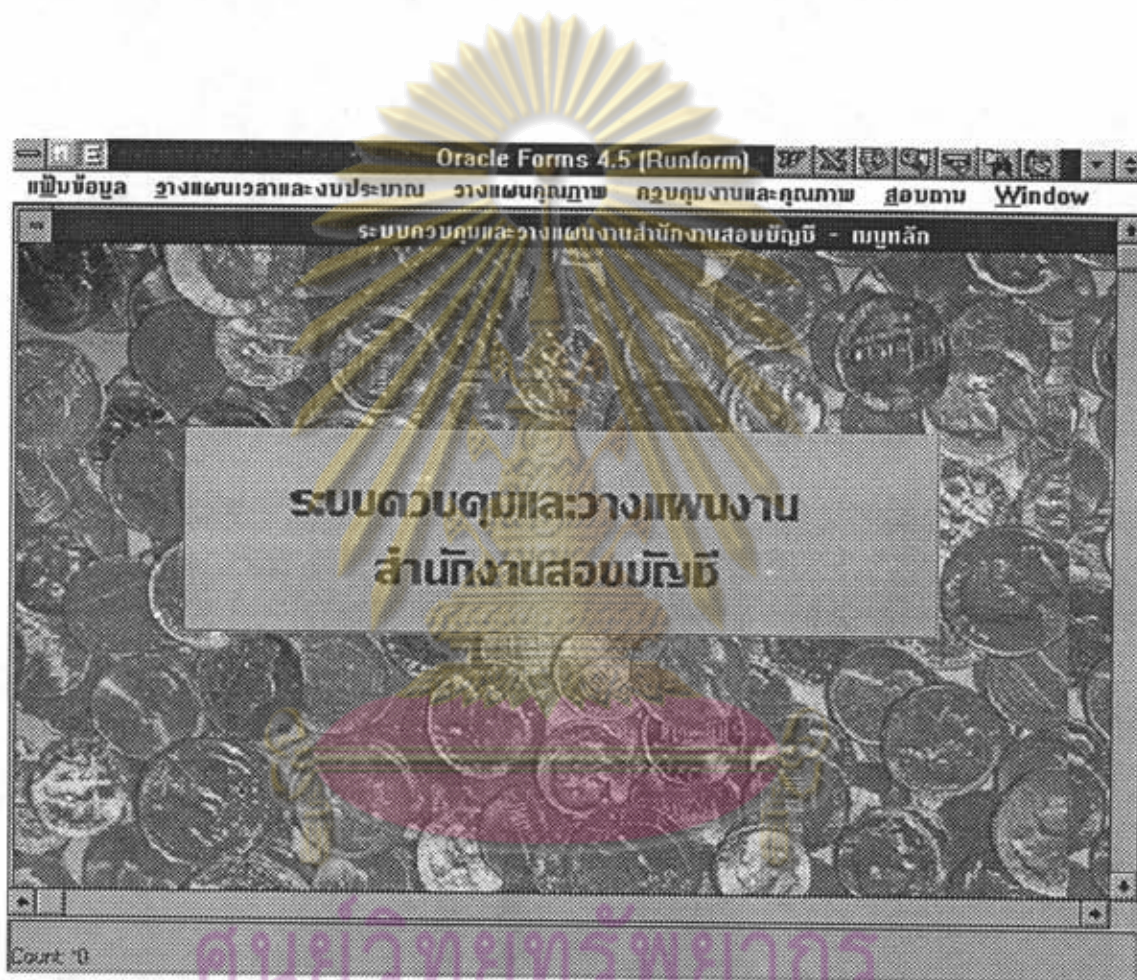 ท E Oracle Forms 4.5 (Runform)
แฟ้มข้อมูล วางแผนเวลาและงบประมาณ วางแผนคุณภาพ ควบคุมงานและคุณภาพ สอบถาม Window
ระบบควบคุมและวางแผนงานสำนักงานสอบบัญชี - เมนูหลัก
ระบบควบคุมและวางแผนงาน
สำนักงานสอบบัญชี
Count *0
ศูนย์วิทยทรัพยากร